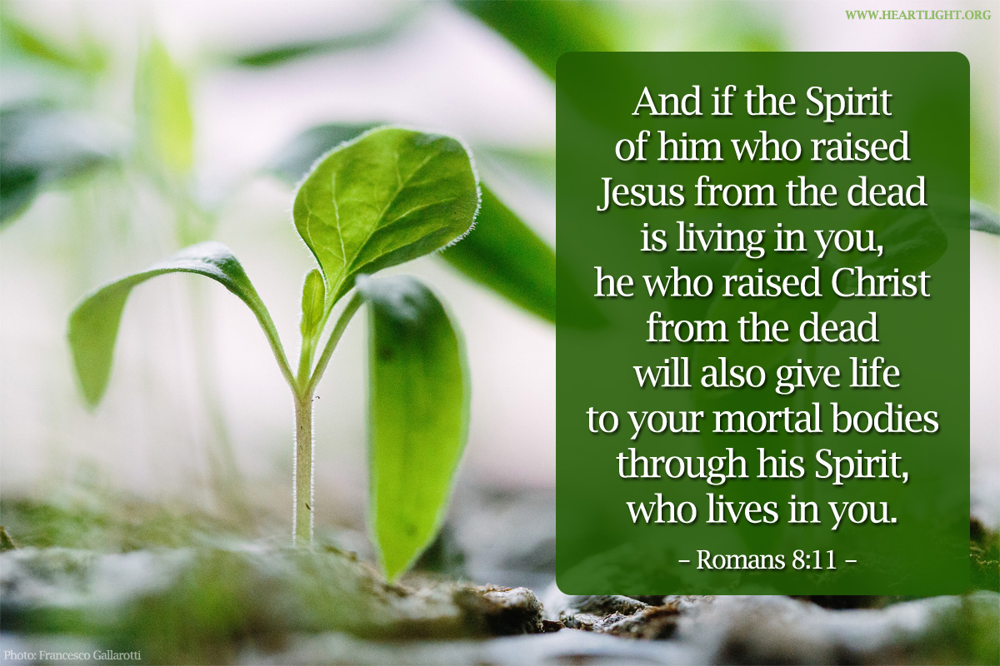 WWW.HEARTLIGHT.ORG
And if the Spirit
of him who raised
Jesus from the dead
is living in you,
he who raised Christ
from the dead
will also give life
to your mortal bodies
through his Spirit,
who lives in you.
– Romans 8:11 –
Photo: Francesco Gallarotti